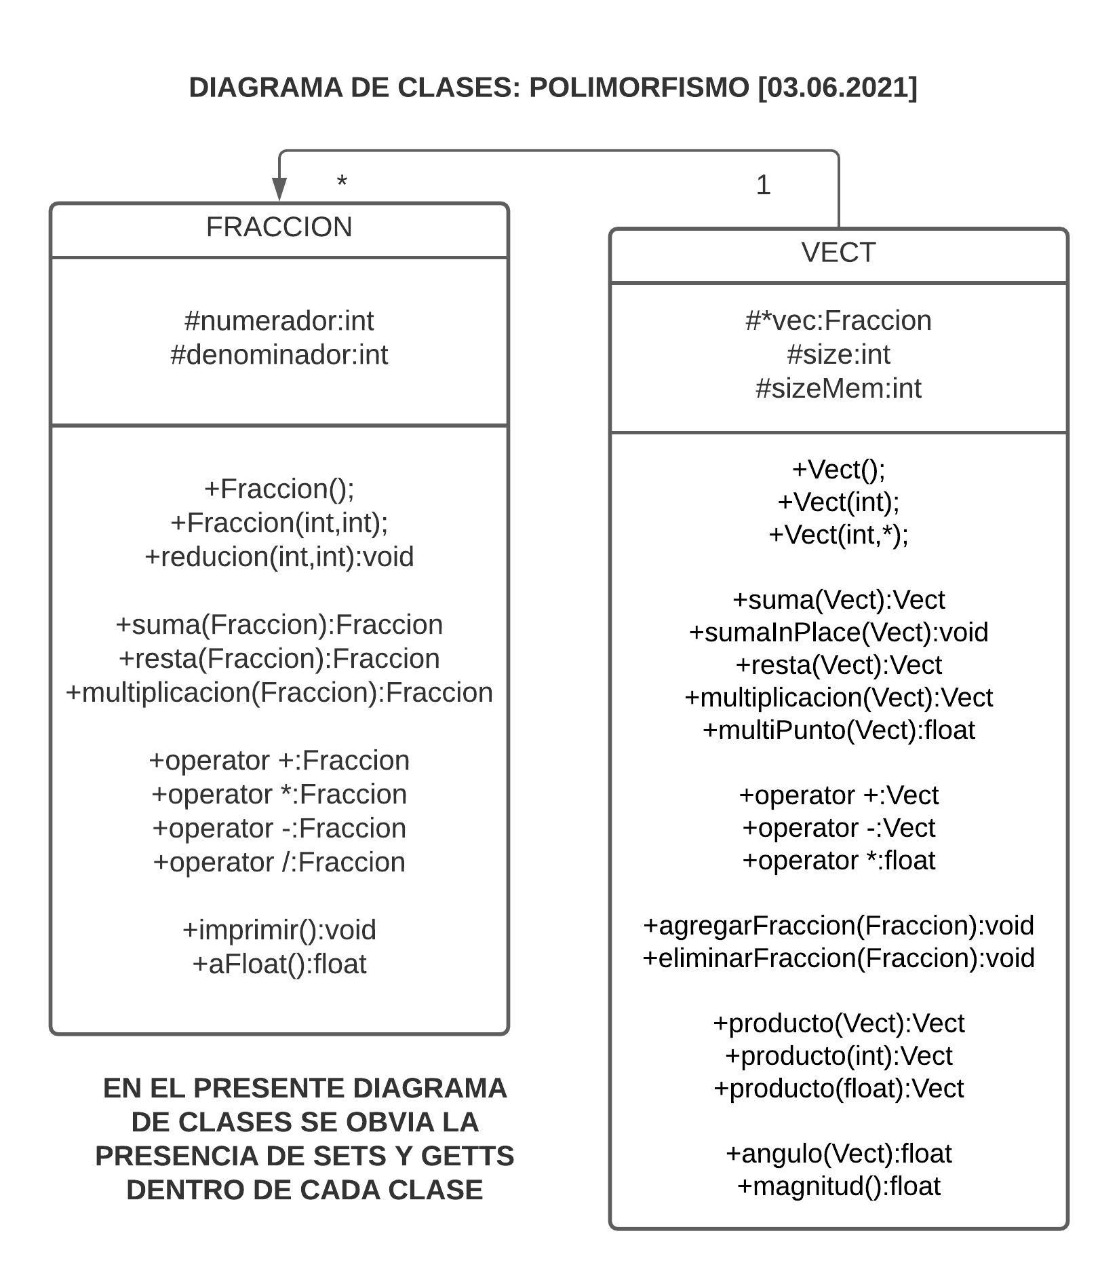 DIAGRAMA DE CLASES: POLIMORFISMO [03.06.2021]
*
1
FRACCION
#numerador:int
#denominador:int
+Fraccion();
+Fraccion(int,int);
+reducion(int,int):void
+suma(Fraccion):Fraccion
+resta(Fraccion):Fraccion
+multiplicacion(Fraccion):Fraccion
+operator +:Fraccion
+operator *:Fraccion
+operator -:Fraccion
+operator /:Fraccion
+imprimir():void
+aFloat():float
EN EL PRESENTE DIAGRAMA
DE CLASES SE OBVIA LA
PRESENCIA DE SETS Y GETTS
DENTRO DE CADA CLASE
VECT
#*vec:Fraccion
#size:int
#sizeMem:int
+Vect();
+Vect(int);
+Vect(int,*);
+suma(Vect):Vect
+sumaInPlace(Vect):void
+resta(Vect):Vect
+multiplicacion(Vect):Vect
+multiPunto(Vect):float
+operator +:Vect
+operator -:Vect
+operator *:float
+agregarFraccion(Fraccion):void
+eliminarFraccion(Fraccion):void
+producto(Vect):Vect
+producto(int):Vect
+producto(float):Vect
+angulo(Vect):float
+magnitud():float